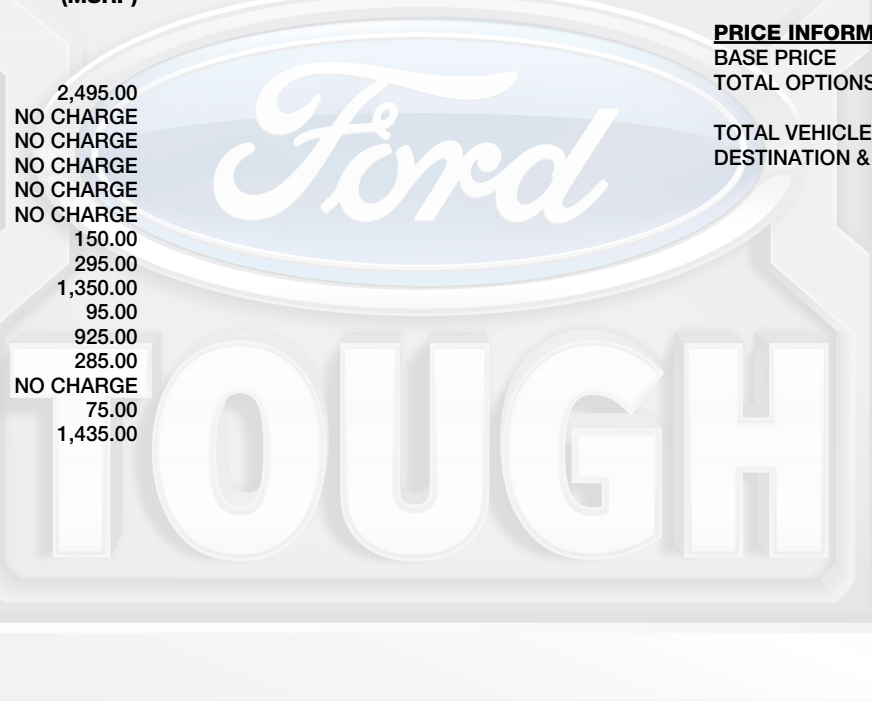 (MSRP)
2,495.00
NO CHARGE
NO CHARGE
NO CHARGE
NO CHARGE
NO CHARGE
150.00
295.00
1,350.00
95.00
925.00
285.00
NO CHARGE
75.00
1,435.00
PRICE INFORM
BASE PRICE
TOTAL OPTIONS
TOTAL VEHICLE
DESTINATION &
Ford
TOUGH